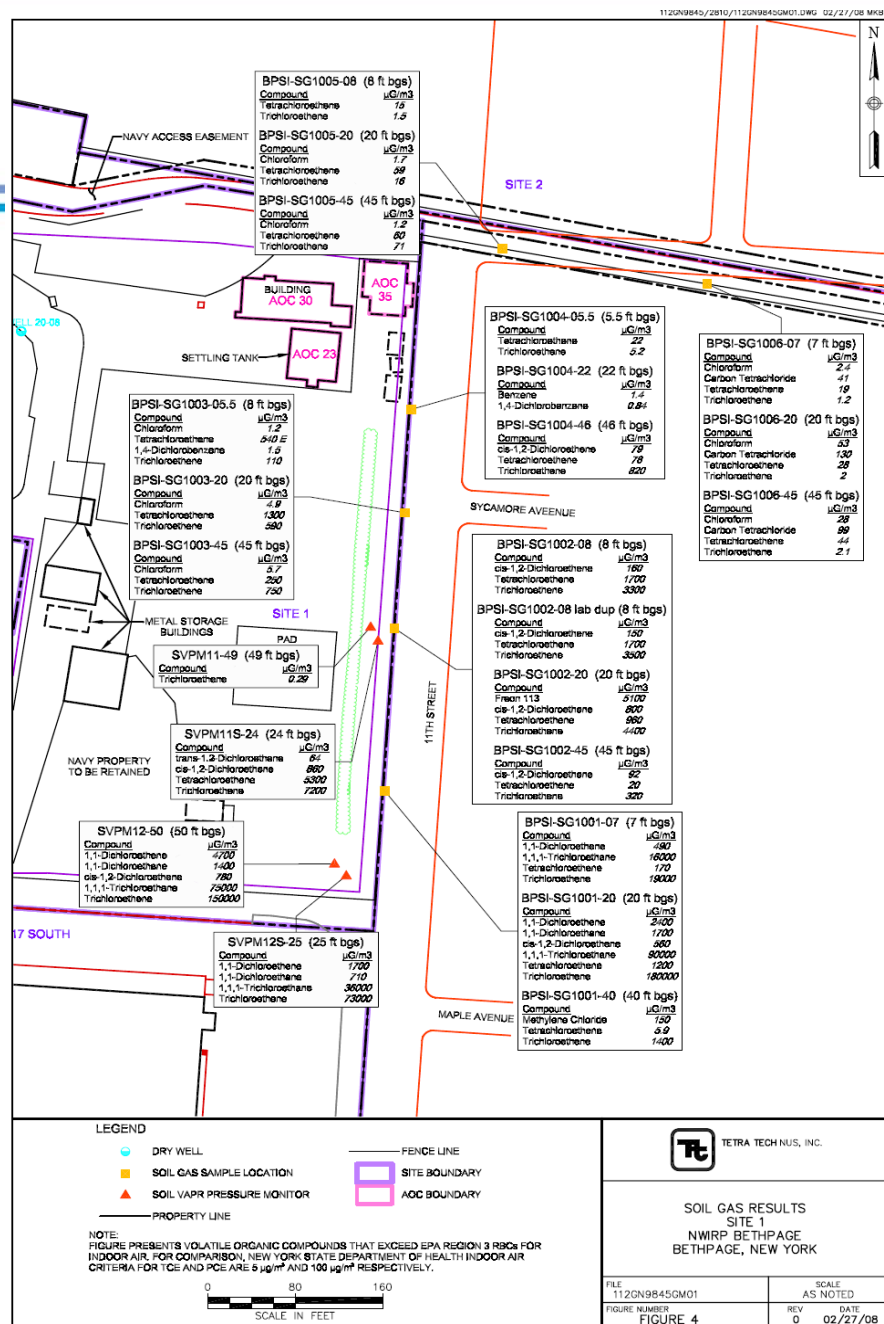 112GN9845/2810/112GN9845GM01.DWG 02/27/08 MKB
N
BPSI-SG1005-08 (8 ft bgs)
Compound µG/m3
Tetrachloroethene 15
Trichloroethene 1.5
BPSI-SG1005-20 (20 ft bgs)
Compound µG/m3
Chloroform 1.7
Tetrachloroethene 59
Trichloroethene 16
BPSI-SG1005-45 (45 ft bgs)
Compound µG/m3
Chloroform 1.2
Tetrachloroethene 60
Trichloroethene 71
NAVY ACCESS EASEMENT
SITE 2
BUILDING
AOC 30
AOC
35
ELL 20-08
SETTLING TANK
AOC 23
BPSI-SG1004-05.5 (5.5 ft bgs)
Compound µG/m3
Tetrachloroethene 22
Trichloroethene 5.2
BPSI-SG1004-22 (22 ft bgs)
Compound µG/m3
Benzene 1.4
1,4-Dichlorobenzene 0.84
BPSI-SG1004-46 (46 ft bgs)
Compound µG/m3
cis-1,2-Dichloroethene 79
Tetrachloroethene 78
Trichloroethene 820
BPSI-SG1006-07 (7 ft bgs)
Compound µG/m3
Chloroform 2.4
Carbon Tetrachloride 41
Tetrachloroethene 19
Trichloroethene 1.2
BPSI-SG1006-20 (20 ft bgs)
Compound µG/m3
Chloroform 53
Carbon Tetrachloride 130
Tetrachloroethene 28
Trichloroethene 2
BPSI-SG1006-45 (45 ft bgs)
Compound µG/m3
Chloroform 28
Carbon Tetrachloride 99
Tetrachloroethene 44
Trichloroethene 2.1
BPSI-SG1003-05.5 (8 ft bgs)
Compound µG/m3
Chloroform 1.2
Tetrachloroethene 540 E
1,4-Dichlorobenzene 1.5
Trichloroethene 110
BPSI-SG1003-20 (20 ft bgs)
Compound µG/m3
Chloroform 4.9
Tetrachloroethene 1300
Trichloroethene 590
BPSI-SG1003-45 (45 ft bgs)
Compound µG/m3
Chloroform 5.7
Tetrachloroethene 250
Trichloroethene 750
SYCAMORE AVEENUE
BPSI-SG1002-08 (8 ft bgs)
Compound µG/m3
cis-1,2-Dichloroethene 160
Tetrachloroethene 1700
Trichloroethene 3300
BPSI-SG1002-08 lab dup (8 ft bgs)
Compound µG/m3
cis-1,2-Dichloroethene 150
Tetrachloroethene 1700
Trichloroethene 3500
BPSI-SG1002-20 (20 ft bgs)
Compound µG/m3
Freon 113 5100
cis-1,2-Dichloroethene 800
Tetrachloroethene 960
Trichloroethene 4400
BPSI-SG1002-45 (45 ft bgs)
Compound µG/m3
cis-1,2-Dichloroethene 92
Tetrachloroethene 20
Trichloroethene 320
SITE 1
METAL STORAGE
BUILDINGS
PAD
SVPM11-49 (49 ft bgs)
Compound µG/m3
Trichloroethene 0.29
11TH STREET
SVPM11S-24 (24 ft bgs)
Compound µG/m3
trans-1,2-Dichloroethene 64
cis-1,2-Dichloroethene 860
Tetrachloroethene 5300
Trichloroethene 7200
NAVY PROPERTY
TO BE RETAINED
SVPM12-50 (50 ft bgs)
Compound µG/m3
1,1-Dichloroethene 4700
1,1-Dichloroethane 1400
cis-1,2-Dichloroethene 780
1,1,1-Trichloroethane 75000
Trichloroethene 150000
BPSI-SG1001-07 (7 ft bgs)
Compound µG/m3
1,1-Dichloroethene 490
1,1,1-Trichloroethane 16000
Tetrachloroethene 170
Trichloroethene 19000
BPSI-SG1001-20 (20 ft bgs)
Compound µG/m3
1,1-Dichloroethene 2400
1,1-Dichloroethane 1700
cis-1,2-Dichloroethene 560
1,1,1-Trichloroethane 90000
Tetrachloroethene 1200
Trichloroethene 180000
BPSI-SG1001-40 (40 ft bgs)
Compound µG/m3
Methylene Chloride 150
Tetrachloroethene 5.9
Trichloroethene 1400
17 SOUTH
SVPM12S-25 (25 ft bgs)
Compound µG/m3
1,1-Dichloroethene 1700
1,1-Dichloroethane 710
1,1,1-Trichloroethane 36000
Trichloroethene 73000
MAPLE AVENUE
LEGEND
DRY WELL
SOIL GAS SAMPLE LOCATION
SOIL VAPR PRESSURE MONITOR
PROPERTY LINE
FENCE LINE
SITE BOUNDARY
AOC BOUNDARY
NOTE:
FIGURE PRESENTS VOLATILE ORGANIC COMPOUNDS THAT EXCEED EPA REGION 3 RBCs FOR
INDOOR AIR. FOR COMPARISON, NEW YORK STATE DEPARTMENT OF HEALTH INDOOR AIR
CRITERIA FOR TCE AND PCE ARE 5 µg/m³ AND 100 µg/m³ RESPECTIVELY.
0 80 160
SCALE IN FEET
Tt TETRA TECH NUS, INC.
SOIL GAS RESULTS
SITE 1
NWIRP BETHPAGE
BETHPAGE, NEW YORK
FILE
112GN9845GM01
SCALE
AS NOTED
FIGURE NUMBER
FIGURE 4
REV
0
DATE
02/27/08